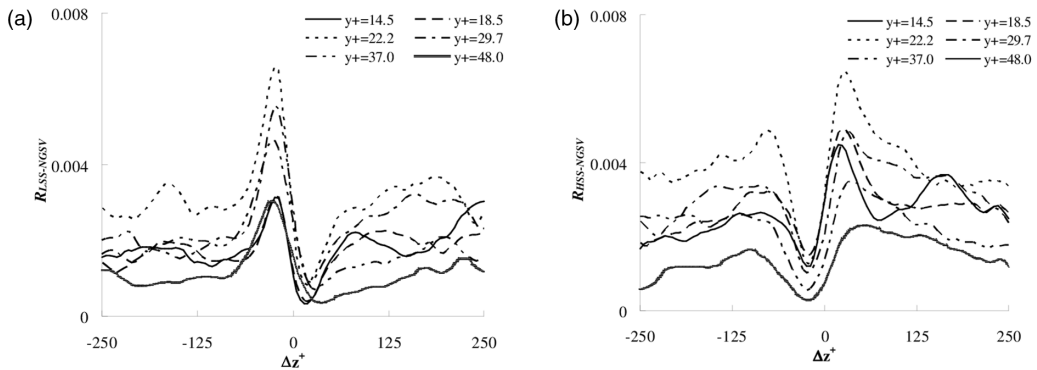 (a)
0.008
0.004
0
R_LSS-NGSV
y+=14.5 y+=18.5
y+=22.2 y+=29.7
y+=37.0 y+=48.0
-250 -125 0 125 250
Δz⁺
(b)
0.008
0.004
0
R_HSS-NGSV
y+=14.5 y+=18.5
y+=22.2 y+=29.7
y+=37.0 y+=48.0
-250 -125 0 125 250
Δz⁺